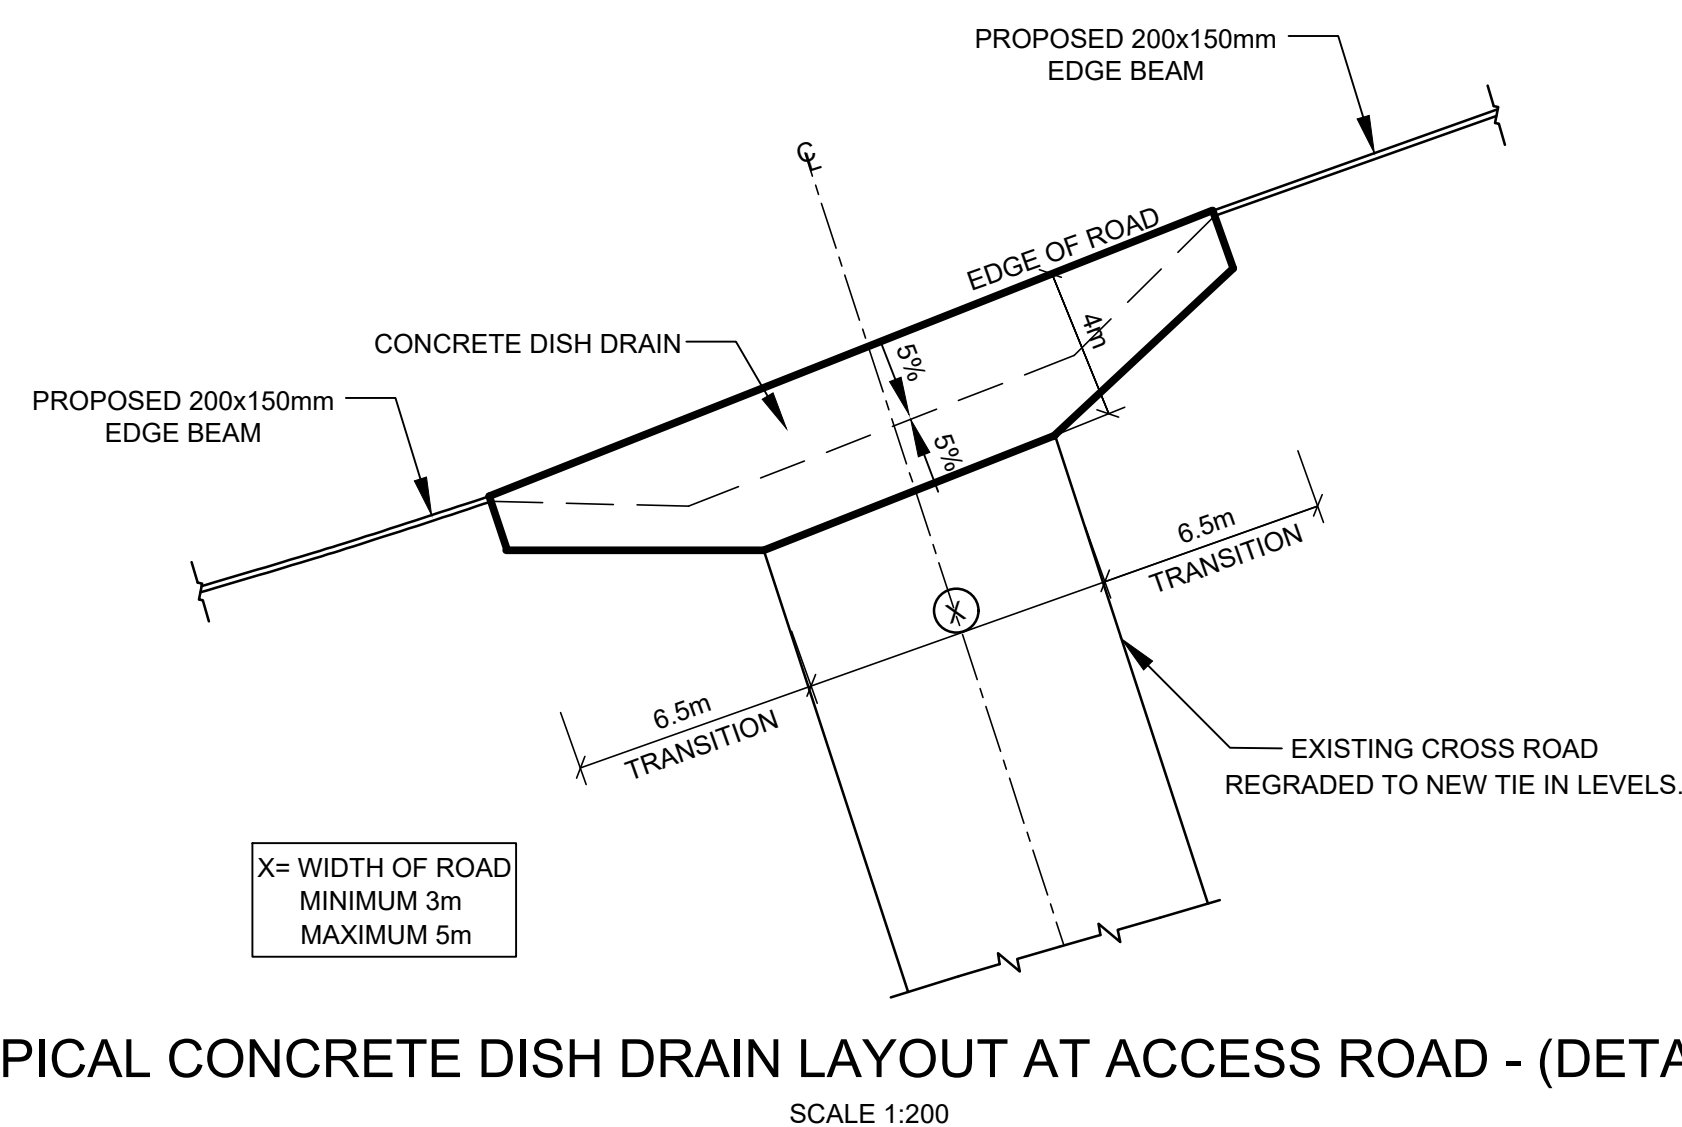 PROPOSED 200x150mm
EDGE BEAM
℄
EDGE OF ROAD
4m
CONCRETE DISH DRAIN
5%
PROPOSED 200x150mm
EDGE BEAM
5%
6.5m
TRANSITION
X
6.5m
TRANSITION
EXISTING CROSS ROAD
REGRADED TO NEW TIE IN LEVELS.
X= WIDTH OF ROAD
MINIMUM 3m
MAXIMUM 5m
PICAL CONCRETE DISH DRAIN LAYOUT AT ACCESS ROAD - (DETA
SCALE 1:200